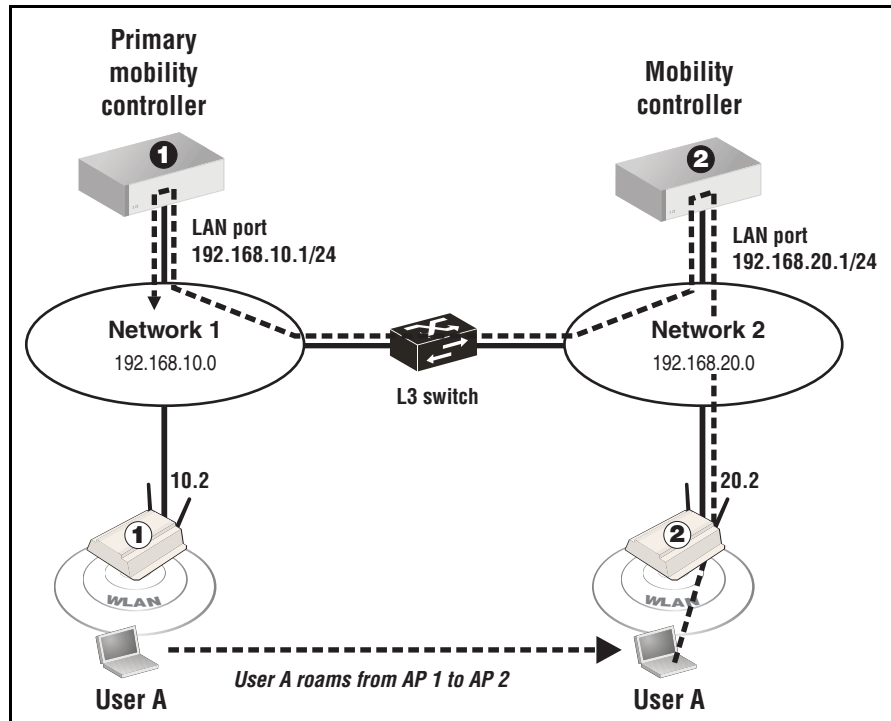 Primary
mobility
controller
Mobility
controller
1
2
LAN port
192.168.10.1/24
LAN port
192.168.20.1/24
Network 1
192.168.10.0
Network 2
192.168.20.0
L3 switch
10.2
20.2
1
2
WLAN
WLAN
User A roams from AP 1 to AP 2
User A
User A